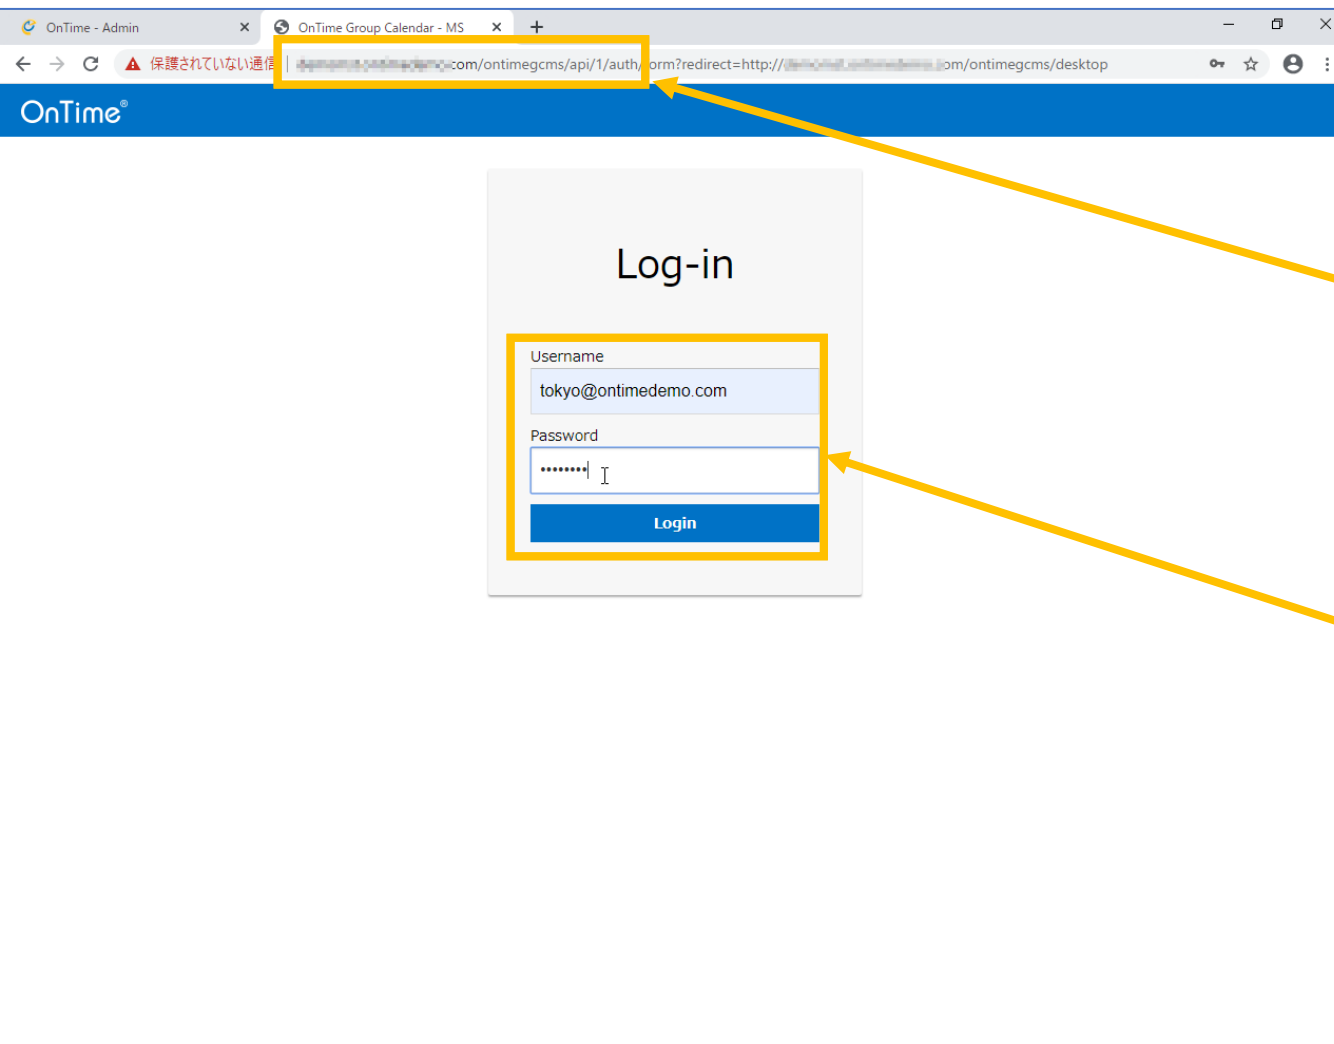 OnTime - Admin
OnTime Group Calendar - MS
保護されていない通信
com/ontimegcms/api/1/auth/form?redirect=http:// om/ontimegcms/desktop
OnTime®
Log-in
Username
tokyo@ontimedemo.com
Password
••••••••
Login